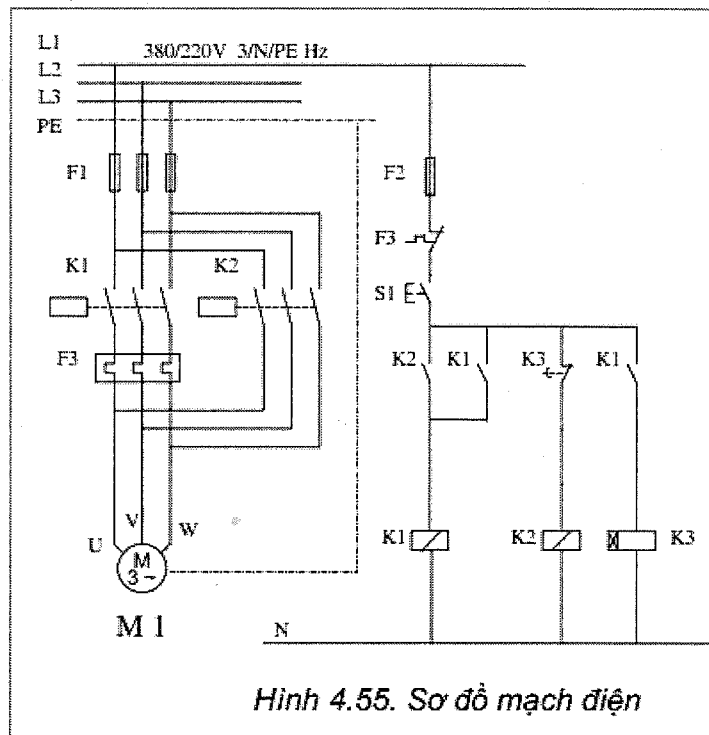 L1
380/220V 3/N/PE Hz
L2
L3
PE
F1
F2
F3
K1
K2
S1
F3
K2 K1 K3 K1
U V W
M
3 ~
K1 K2 K3
M 1
N
Hình 4.55. Sơ đồ mạch điện